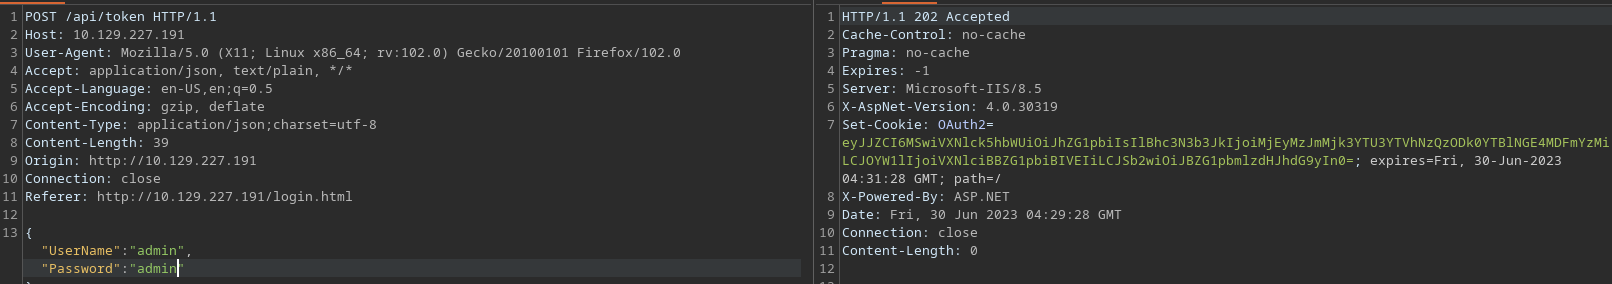 1 POST /api/token HTTP/1.1
2 Host: 10.129.227.191
3 User-Agent: Mozilla/5.0 (X11; Linux x86_64; rv:102.0) Gecko/20100101 Firefox/102.0
4 Accept: application/json, text/plain, */*
5 Accept-Language: en-US,en;q=0.5
6 Accept-Encoding: gzip, deflate
7 Content-Type: application/json;charset=utf-8
8 Content-Length: 39
9 Origin: http://10.129.227.191
10 Connection: close
11 Referer: http://10.129.227.191/login.html
12
13 {
"UserName":"admin",
"Password":"admin"
1 HTTP/1.1 202 Accepted
2 Cache-Control: no-cache
3 Pragma: no-cache
4 Expires: -1
5 Server: Microsoft-IIS/8.5
6 X-AspNet-Version: 4.0.30319
7 Set-Cookie: OAuth2=
eyJJZCI6MSwiVXNlck5hbWUiOiJhZG1pbiIsIlBhc3N3b3JkIjoiMjEyMzJmMjk3YTU3YTVhNzQzODk0YTBlNGE4MDFmYzMi
LCJOYW1lIjoiVXNlciBBZG1pbiBIVEIiLCJSb2wiOiJBZG1pbmlzdHJhdG9yIn0=; expires=Fri, 30-Jun-2023
04:31:28 GMT; path=/
8 X-Powered-By: ASP.NET
9 Date: Fri, 30 Jun 2023 04:29:28 GMT
10 Connection: close
11 Content-Length: 0
12